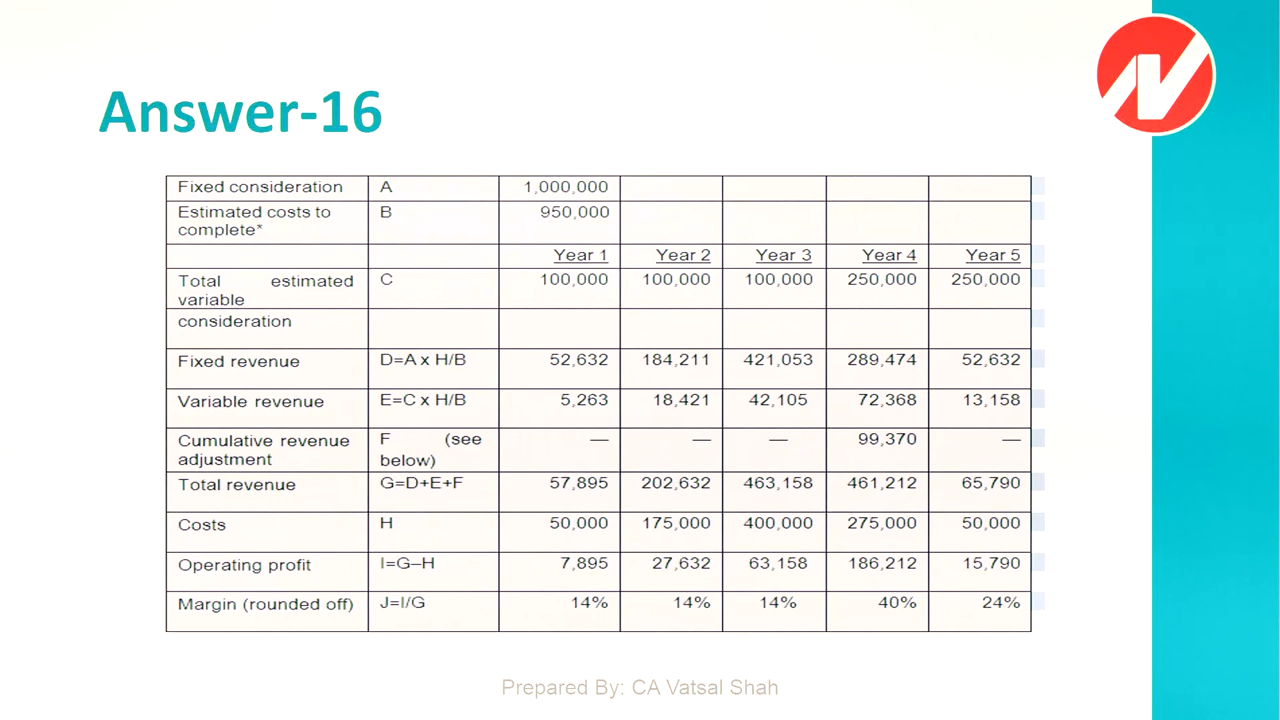 Answer-16
Fixed consideration A 1,000,000
Estimated costs to B 950,000
complete*
Year 1 Year 2 Year 3 Year 4 Year 5
Total estimated C 100,000 100,000 100,000 250,000 250,000
variable
consideration
Fixed revenue D=A x H/B 52,632 184,211 421,053 289,474 52,632
Variable revenue E=C x H/B 5,263 18,421 42,105 72,368 13,158
Cumulative revenue F (see — — — 99,370 —
adjustment below)
Total revenue G=D+E+F 57,895 202,632 463,158 461,212 65,790
Costs H 50,000 175,000 400,000 275,000 50,000
Operating profit I=G–H 7,895 27,632 63,158 186,212 15,790
Margin (rounded off) J=I/G 14% 14% 14% 40% 24%
Prepared By: CA Vatsal Shah